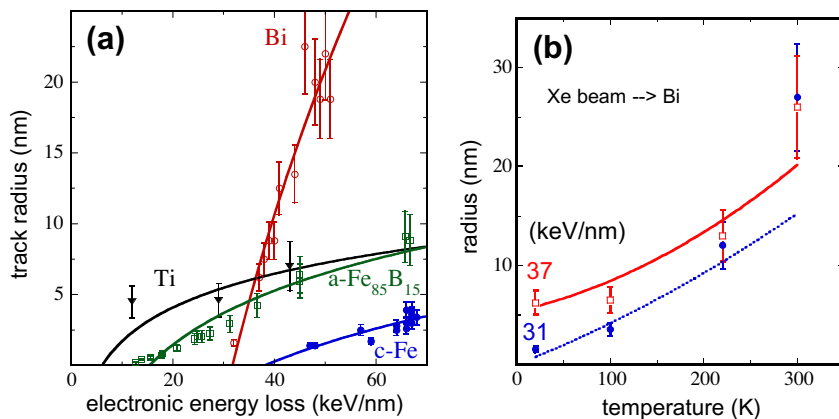 (a)
Bi
20
15
10
5
0
track radius (nm)
Ti
a-Fe₈₅B₁₅
c-Fe
0
20
40
60
electronic energy loss (keV/nm)
(b)
Xe beam --> Bi
30
20
10
radius (nm)
(keV/nm)
37
31
0
100
200
300
temperature (K)